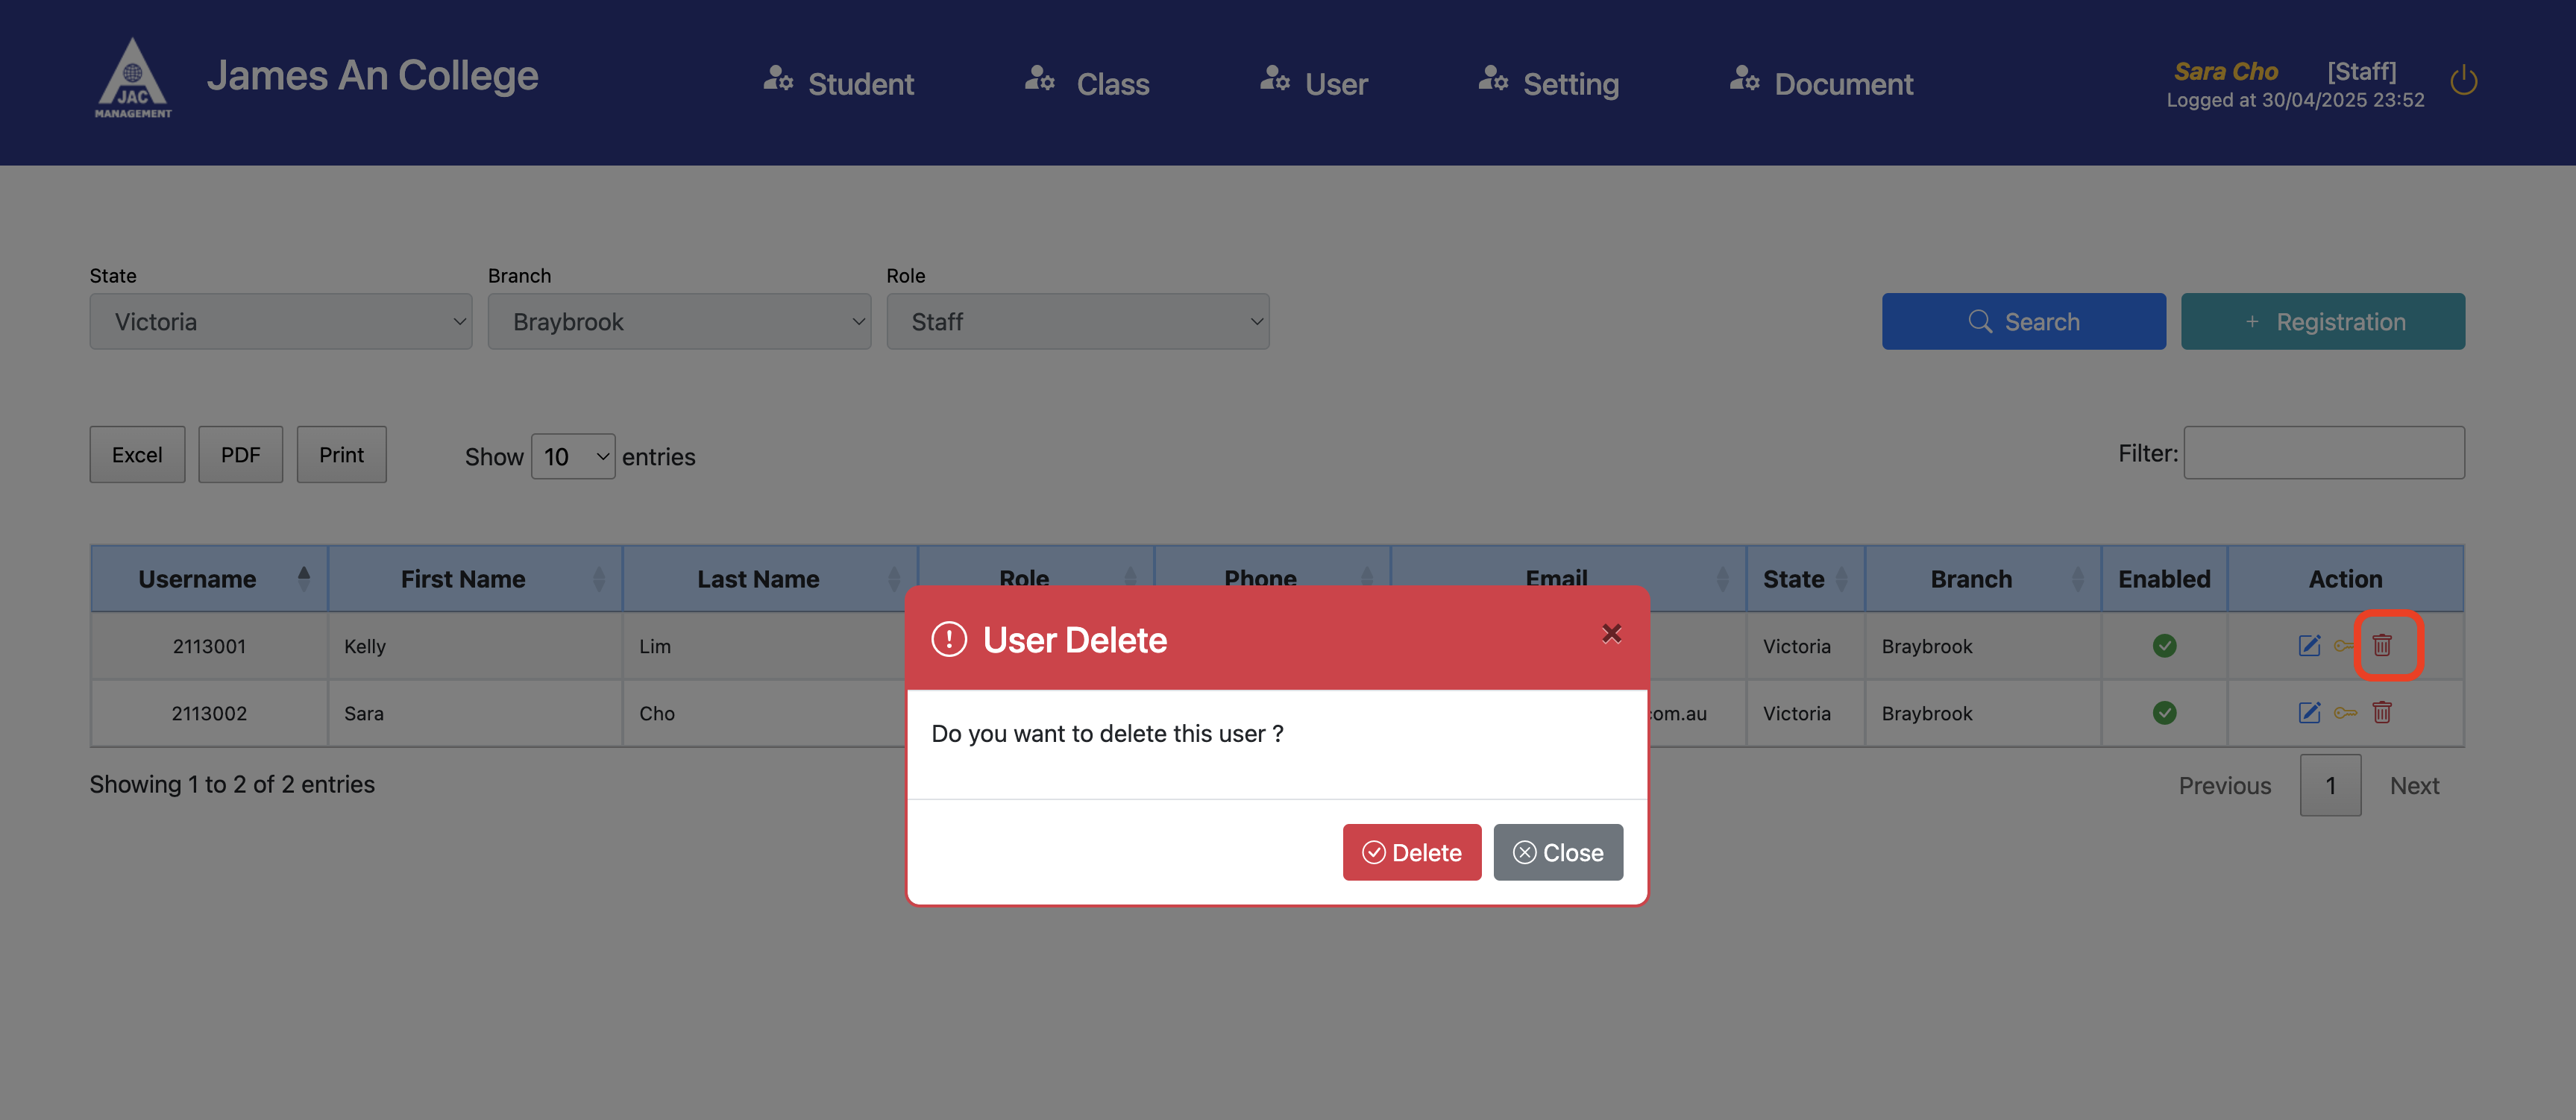 JAC
MANAGEMENT
James An College
Student
Class
User
Setting
Document
Sara Cho [Staff]
Logged at 30/04/2025 23:52
State Branch Role
Victoria Braybrook Staff
Search
+ Registration
Excel PDF Print
Show 10 entries
Filter:
Username First Name Last Name Role Phone Email State Branch Enabled Action
2113001 Kelly Lim Victoria Braybrook
2113002 Sara Cho com.au Victoria Braybrook
Showing 1 to 2 of 2 entries
Previous 1 Next
User Delete
Do you want to delete this user ?
Delete
Close